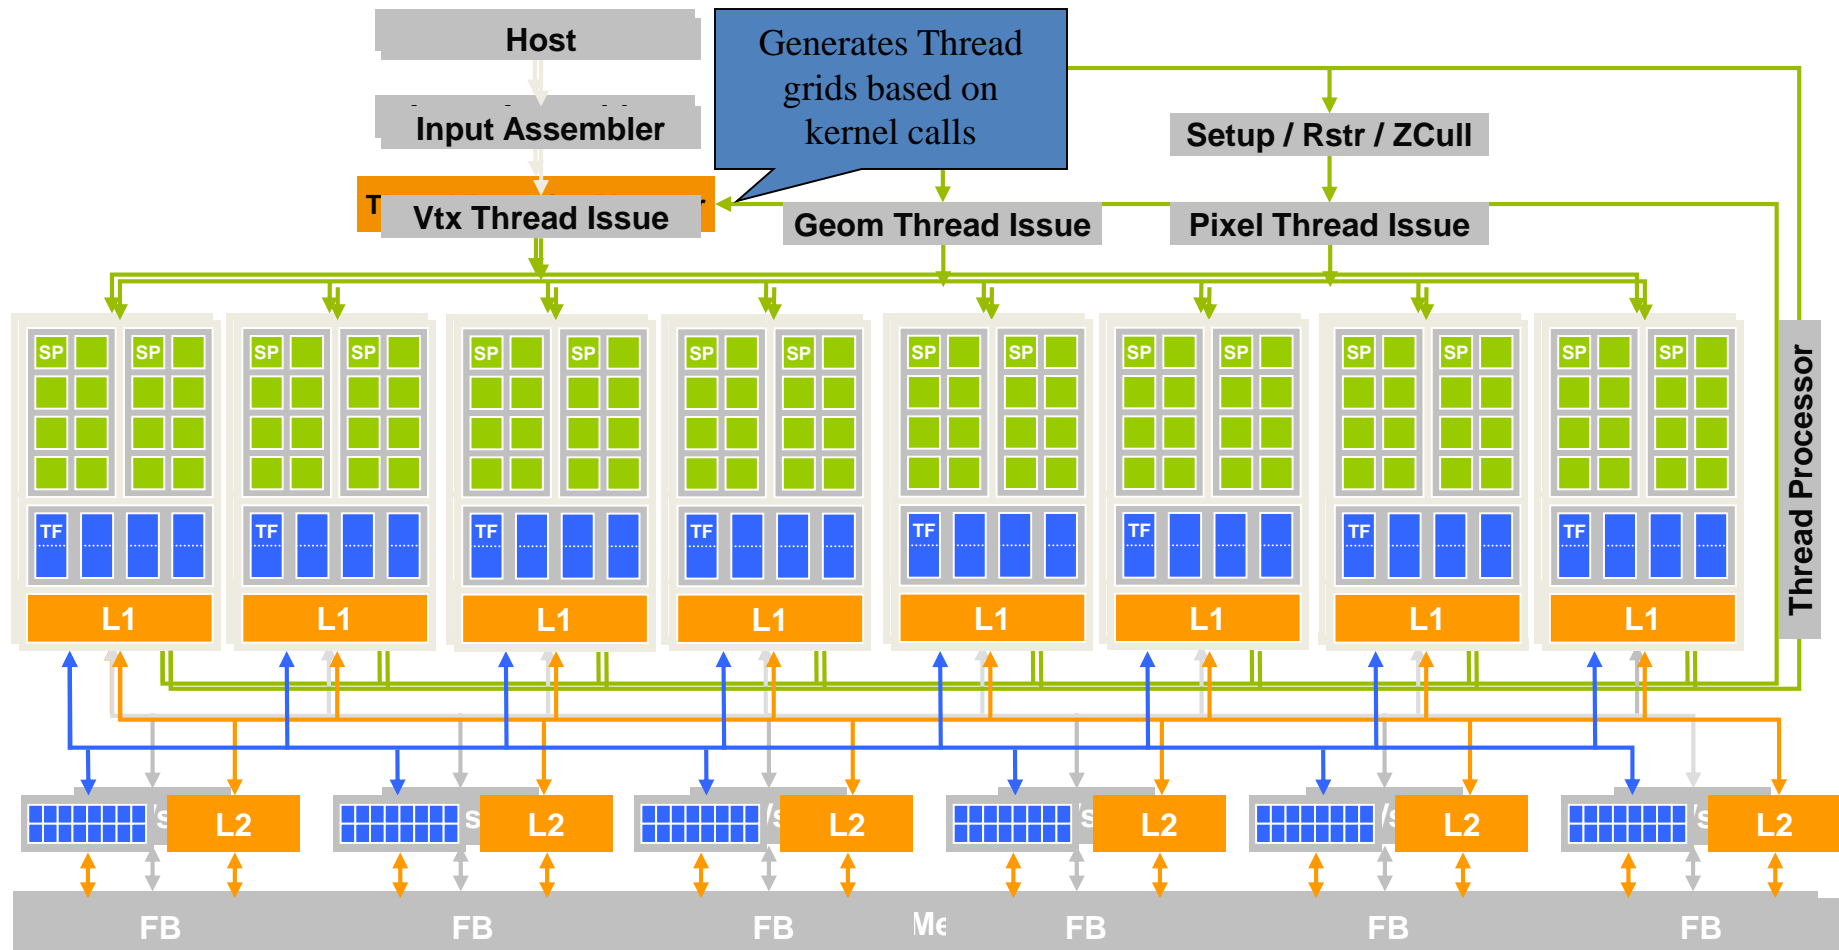 Host
Generates Thread
grids based on
kernel calls
Input Assembler
Setup / Rstr / ZCull
Vtx Thread Issue
Geom Thread Issue
Pixel Thread Issue
SP SP SP SP SP SP SP SP SP SP SP SP SP SP SP SP
Thread Processor
TF TF TF TF TF TF TF TF
L1 L1 L1 L1 L1 L1 L1 L1
L2 L2 L2 L2 L2 L2
FB FB FB FB FB FB